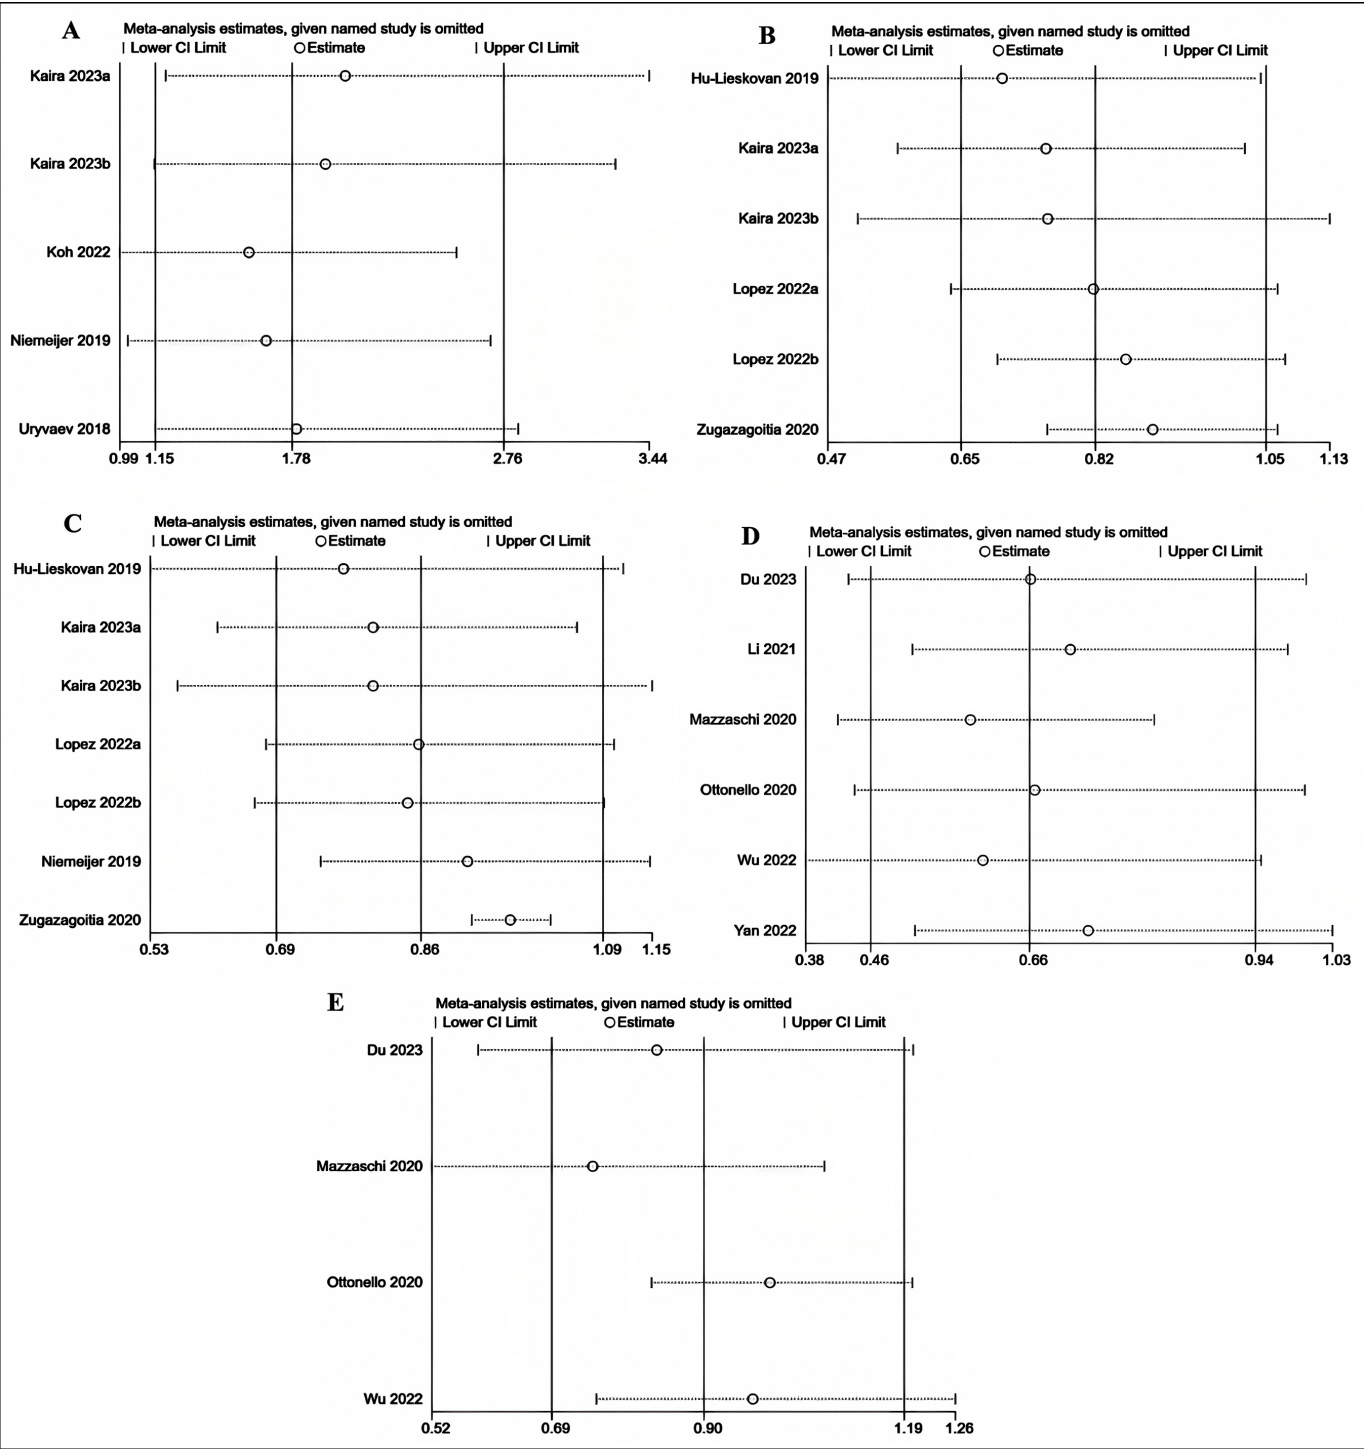 A
Meta-analysis estimates, given named study is omitted
| Lower CI Limit ○ Estimate | Upper CI Limit
Kaira 2023a
Kaira 2023b
Koh 2022
Niemeijer 2019
Uryvaev 2018
0.99 1.15 1.78 2.76 3.44
B
Meta-analysis estimates, given named study is omitted
| Lower CI Limit ○ Estimate | Upper CI Limit
Hu-Lieskovan 2019
Kaira 2023a
Kaira 2023b
Lopez 2022a
Lopez 2022b
Zugazagoitia 2020
0.47 0.65 0.82 1.05 1.13
C
Meta-analysis estimates, given named study is omitted
| Lower CI Limit ○ Estimate | Upper CI Limit
Hu-Lieskovan 2019
Kaira 2023a
Kaira 2023b
Lopez 2022a
Lopez 2022b
Niemeijer 2019
Zugazagoitia 2020
0.53 0.69 0.86 1.09 1.15
D
Meta-analysis estimates, given named study is omitted
| Lower CI Limit ○ Estimate | Upper CI Limit
Du 2023
Li 2021
Mazzaschi 2020
Ottonello 2020
Wu 2022
Yan 2022
0.38 0.46 0.66 0.94 1.03
E
Meta-analysis estimates, given named study is omitted
| Lower CI Limit ○ Estimate | Upper CI Limit
Du 2023
Mazzaschi 2020
Ottonello 2020
Wu 2022
0.52 0.69 0.90 1.19 1.26